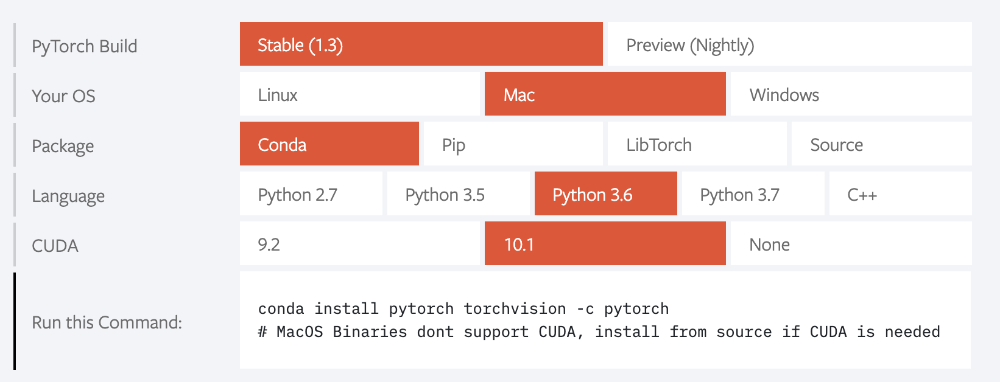 PyTorch Build
Stable (1.3)
Preview (Nightly)
Your OS
Linux
Mac
Windows
Package
Conda
Pip
LibTorch
Source
Language
Python 2.7
Python 3.5
Python 3.6
Python 3.7
C++
CUDA
9.2
10.1
None
Run this Command:
conda install pytorch torchvision -c pytorch
# MacOS Binaries dont support CUDA, install from source if CUDA is needed